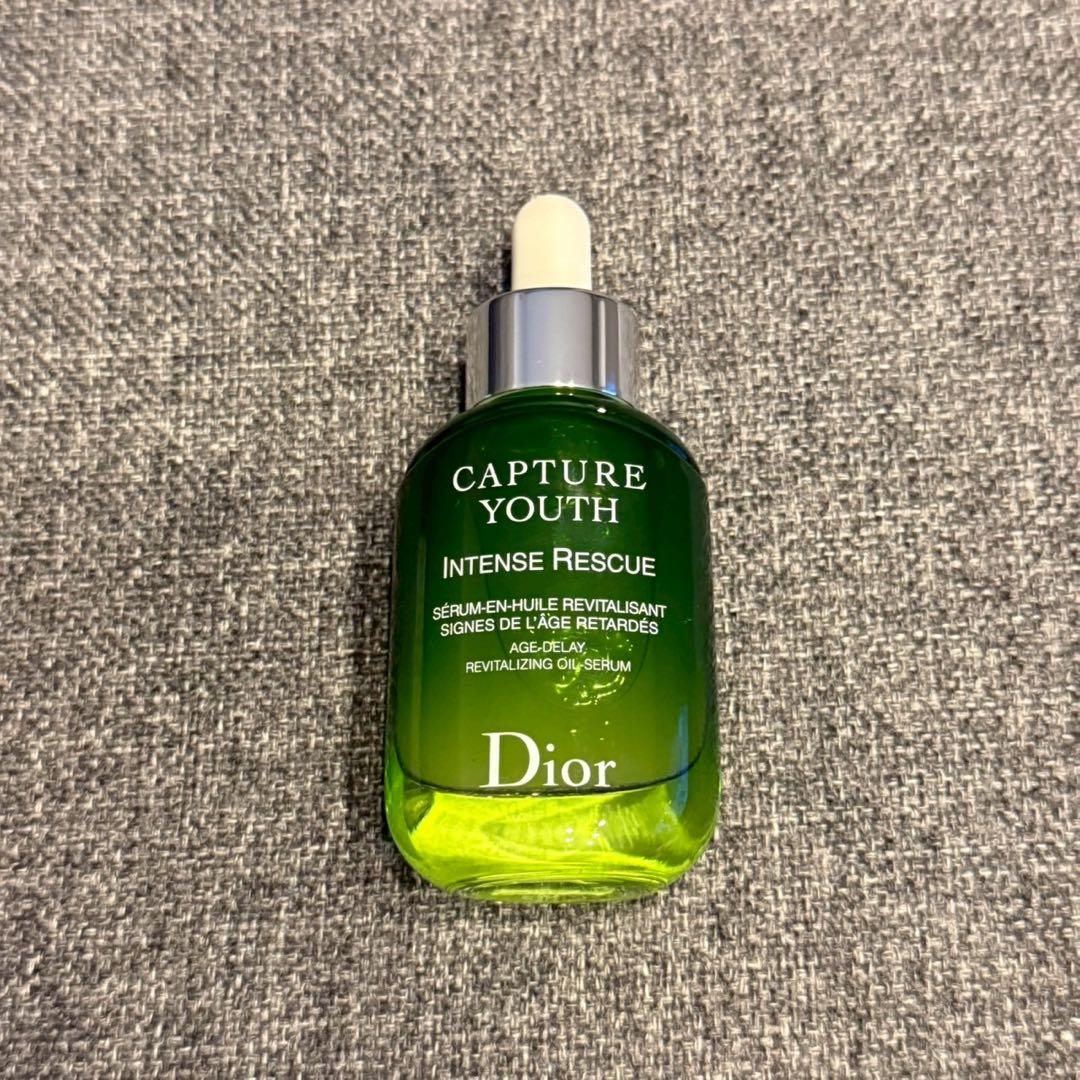 CAPTURE
YOUTH
INTENSE RESCUE
SÉRUM-EN-HUILE REVITALISANT
SIGNES DE L'ÂGE RETARDÉS
AGE-DELAY
REVITALIZING OIL-SERUM
Dior